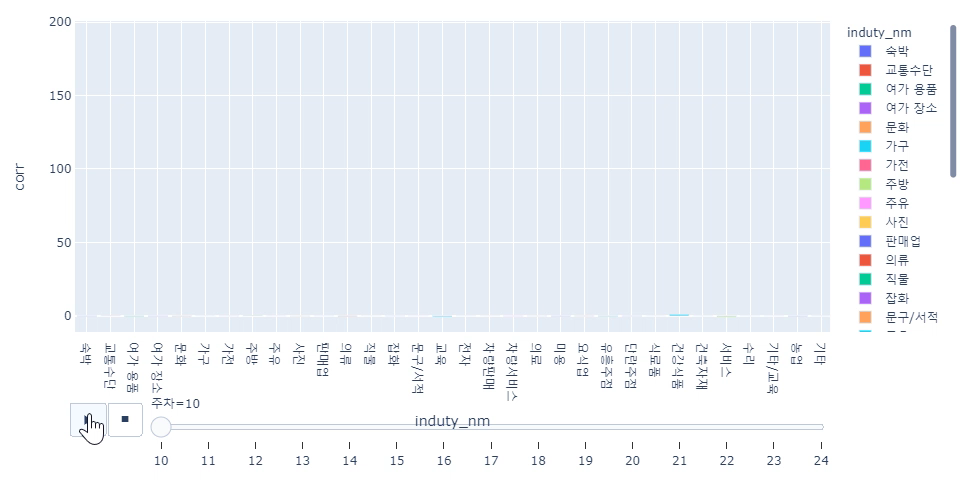 200
150
100
50
0
corr
induty_nm
숙박
교통수단
여가 용품
여가 장소
문화
가구
가전
주방
주유
사진
판매업
의류
직물
잡화
문구/서적
숙박
교통수단
여가 용품
여가 장소
문화
가구
가전
주방
주유
사진
판매업
의류
직물
잡화
문구/서적
교육
전자
차량판매
차량서비스
의료
미용
요식업
유흥주점
단란주점
식료품
건강식품
건축자재
서비스
수리
기타/교육
농업
기타
주차=10
induty_nm
10 11 12 13 14 15 16 17 18 19 20 21 22 23 24